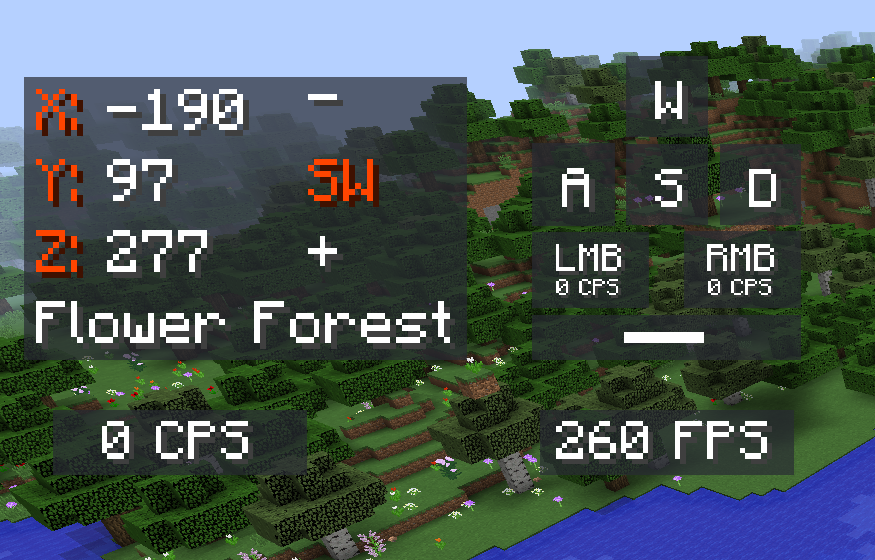 X: -190 -
Y: 97 SW
Z: 277 +
Flower Forest
W
A S D
LMB RMB
0 CPS 0 CPS
0 CPS
260 FPS